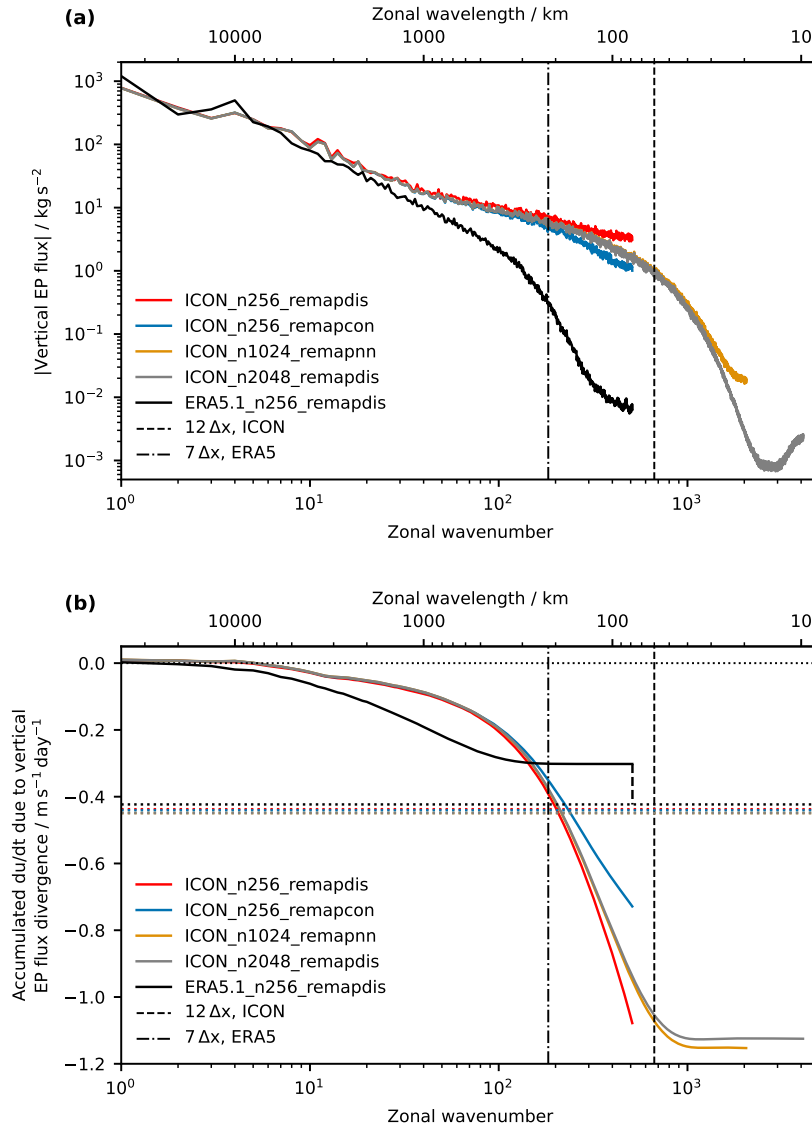 (a)
Zonal wavelength / km
10000 1000 100 10
|Vertical EP flux| / kg s⁻²
10³
10²
10¹
10⁰
10⁻¹
10⁻²
10⁻³
ICON_n256_remapdis
ICON_n256_remapcon
ICON_n1024_remapnn
ICON_n2048_remapdis
ERA5.1_n256_remapdis
12 Δx, ICON
7 Δx, ERA5
10⁰ 10¹ 10² 10³
Zonal wavenumber
(b)
Zonal wavelength / km
10000 1000 100 10
Accumulated du/dt due to vertical
EP flux divergence / m s⁻¹ day⁻¹
0.0
−0.2
−0.4
−0.6
−0.8
−1.0
−1.2
ICON_n256_remapdis
ICON_n256_remapcon
ICON_n1024_remapnn
ICON_n2048_remapdis
ERA5.1_n256_remapdis
12 Δx, ICON
7 Δx, ERA5
10⁰ 10¹ 10² 10³
Zonal wavenumber